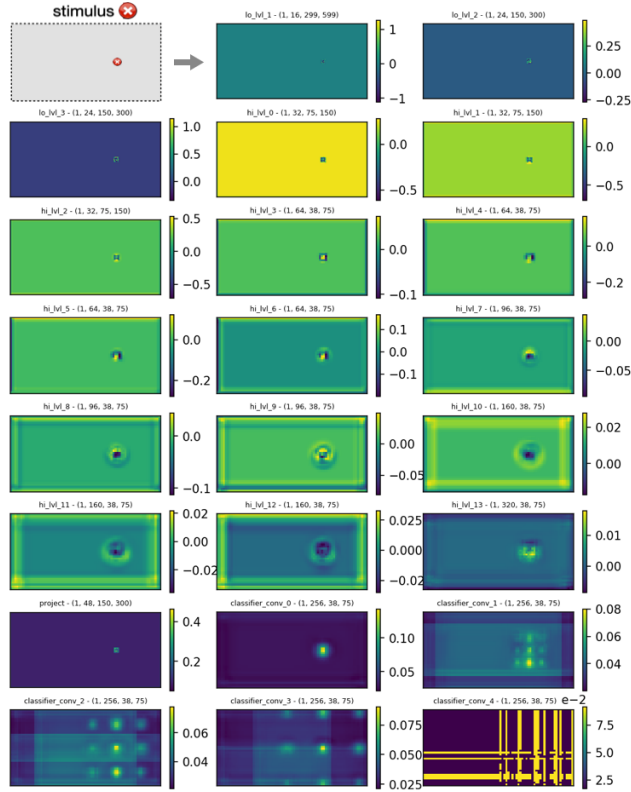 stimulus
lo_lvl_1 - (1, 16, 299, 599)
1
0
−1
lo_lvl_2 - (1, 24, 150, 300)
0.25
0.00
−0.25
lo_lvl_3 - (1, 24, 150, 300)
1.0
0.5
0.0
hi_lvl_0 - (1, 32, 75, 150)
0.0
−0.5
hi_lvl_1 - (1, 32, 75, 150)
0.0
−0.5
hi_lvl_2 - (1, 32, 75, 150)
0.5
0.0
−0.5
hi_lvl_3 - (1, 64, 38, 75)
0.0
−0.1
hi_lvl_4 - (1, 64, 38, 75)
0.0
−0.2
hi_lvl_5 - (1, 64, 38, 75)
0.0
−0.2
hi_lvl_6 - (1, 64, 38, 75)
0.1
0.0
−0.1
hi_lvl_7 - (1, 96, 38, 75)
0.00
−0.05
hi_lvl_8 - (1, 96, 38, 75)
0.0
−0.1
hi_lvl_9 - (1, 96, 38, 75)
0.00
−0.05
hi_lvl_10 - (1, 160, 38, 75)
0.02
0.00
hi_lvl_11 - (1, 160, 38, 75)
0.02
0.00
−0.02
hi_lvl_12 - (1, 160, 38, 75)
0.025
0.000
−0.02
hi_lvl_13 - (1, 320, 38, 75)
0.01
0.00
project - (1, 48, 150, 300)
0.4
0.2
classifier_conv_0 - (1, 256, 38, 75)
0.10
0.05
classifier_conv_1 - (1, 256, 38, 75)
0.08
0.06
0.04
classifier_conv_2 - (1, 256, 38, 75)
0.06
0.04
classifier_conv_3 - (1, 256, 38, 75)
0.075
0.050
0.025
classifier_conv_4 - (1, 256, 38, 75)
e−2
7.5
5.0
2.5